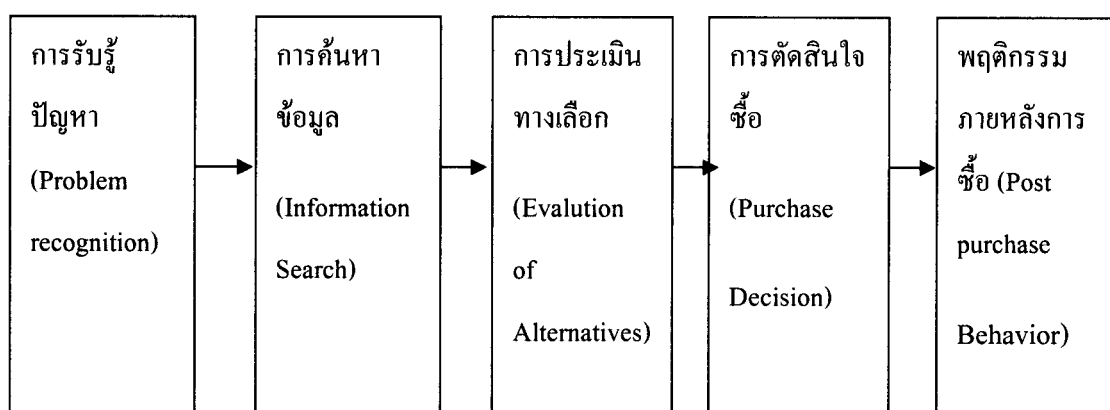 การรับรู้
ปัญหา
(Problem
recognition)
การค้นหา
ข้อมูล
(Information
Search)
การประเมิน
ทางเลือก
(Evalution
of
Alternatives)
การตัดสินใจ
ซื้อ
(Purchase
Decision)
พฤติกรรม
ภายหลังการ
ซื้อ (Post
purchase
Behavior)